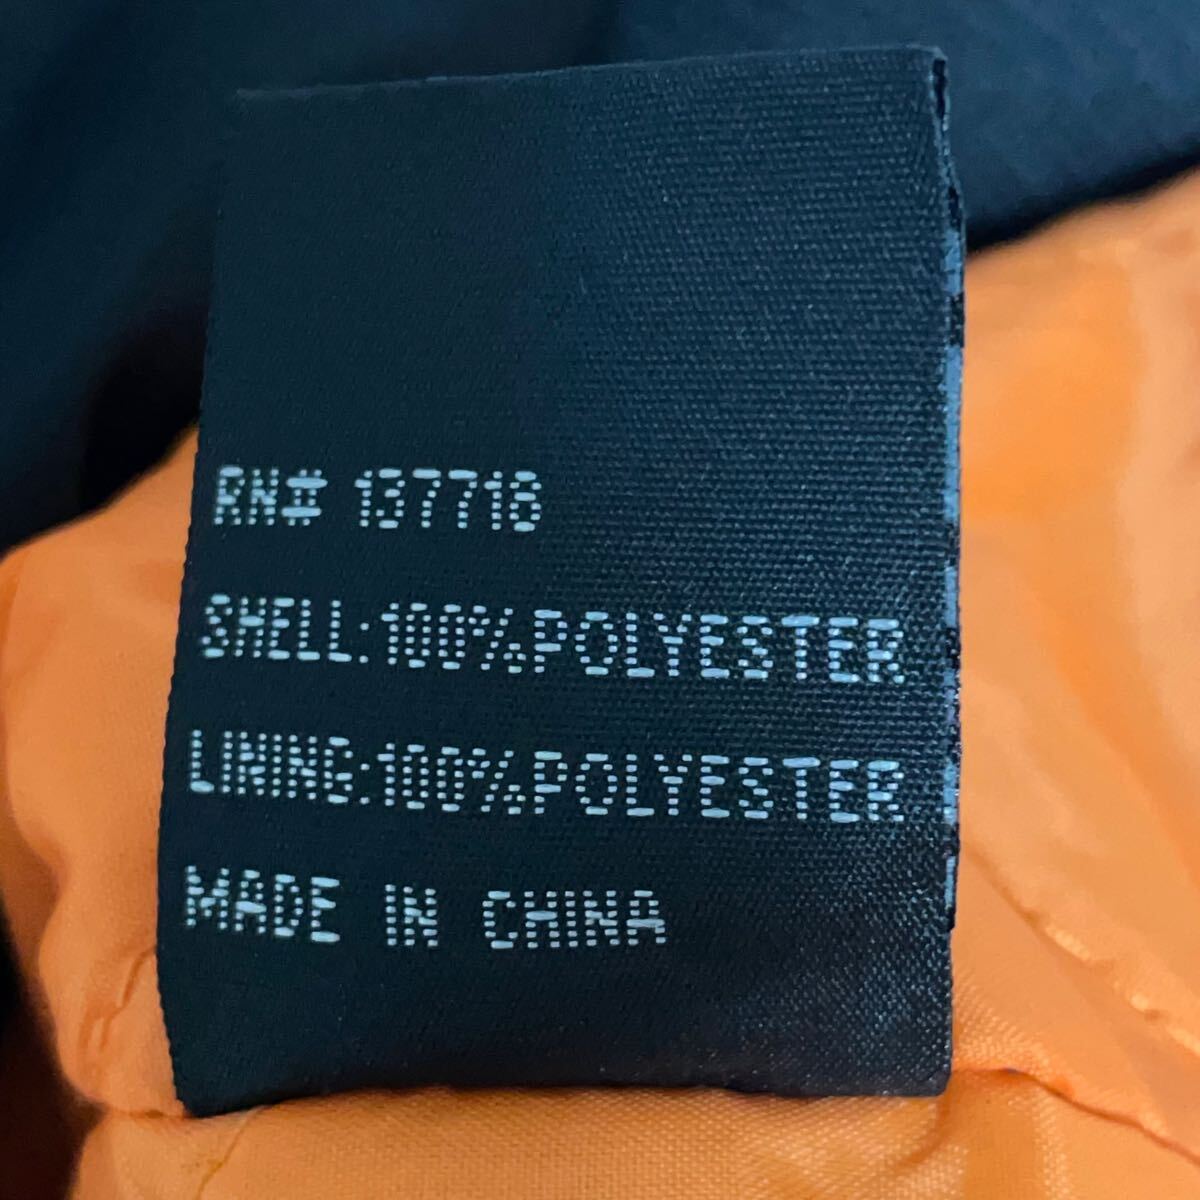 RN# 137718
SHELL:100%POLYESTER
LINING:100%POLYESTER
MADE IN CHINA